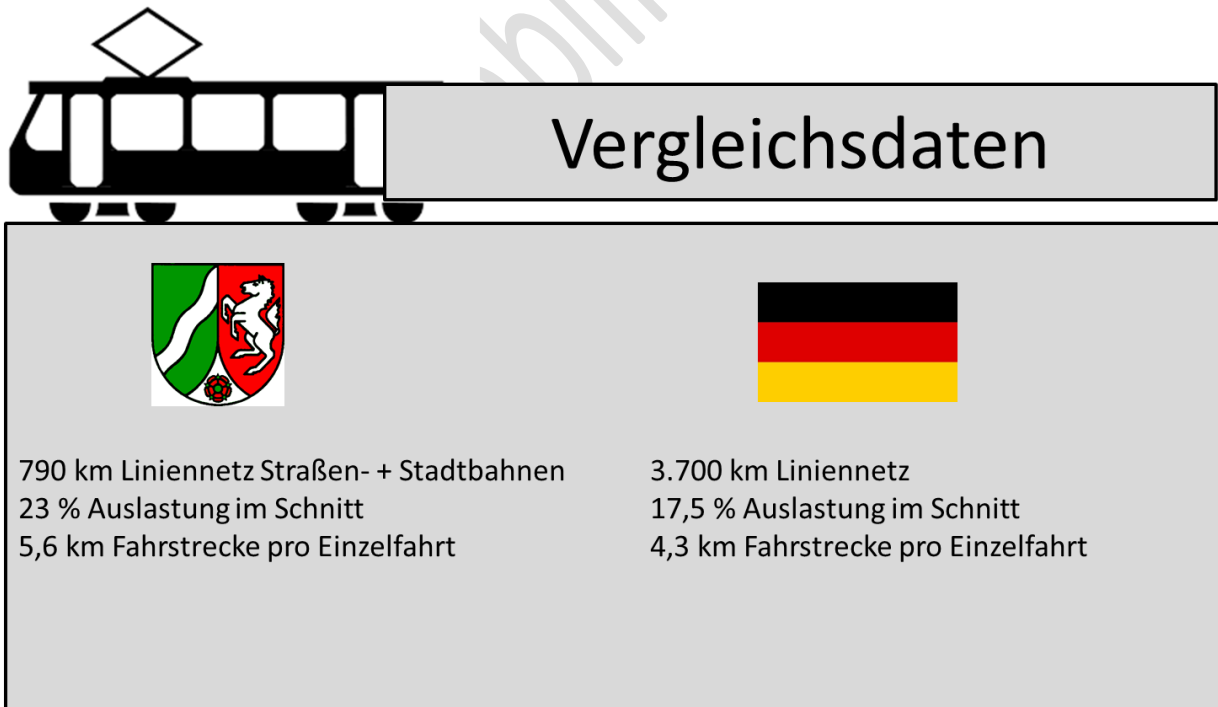 Vergleichsdaten
790 km Liniennetz Straßen- + Stadtbahnen
23 % Auslastung im Schnitt
5,6 km Fahrstrecke pro Einzelfahrt
3.700 km Liniennetz
17,5 % Auslastung im Schnitt
4,3 km Fahrstrecke pro Einzelfahrt